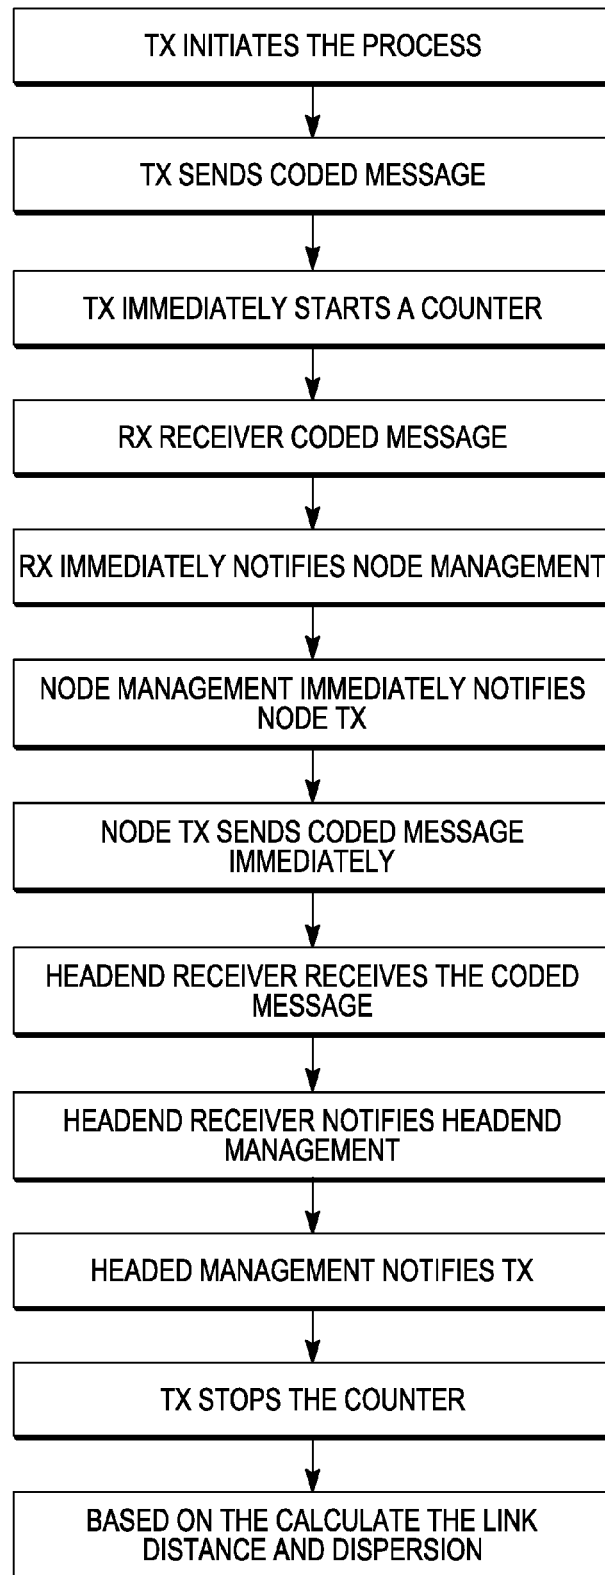 TX INITIATES THE PROCESS
TX SENDS CODED MESSAGE
TX IMMEDIATELY STARTS A COUNTER
RX RECEIVER CODED MESSAGE
RX IMMEDIATELY NOTIFIES NODE MANAGEMENT
NODE MANAGEMENT IMMEDIATELY NOTIFIES
NODE TX
NODE TX SENDS CODED MESSAGE
IMMEDIATELY
HEADEND RECEIVER RECEIVES THE CODED
MESSAGE
HEADEND RECEIVER NOTIFIES HEADEND
MANAGEMENT
HEADED MANAGEMENT NOTIFIES TX
TX STOPS THE COUNTER
BASED ON THE CALCULATE THE LINK
DISTANCE AND DISPERSION